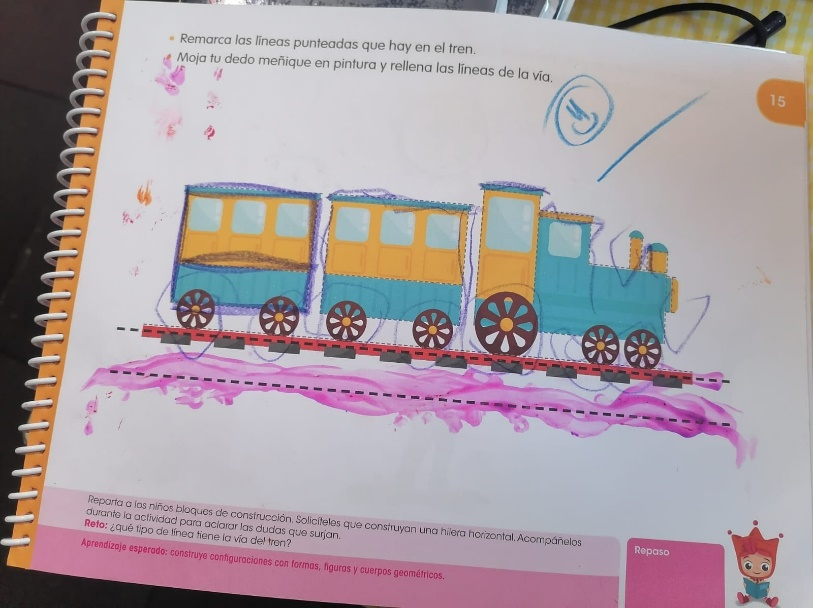 Remarca las líneas punteadas que hay en el tren.
Moja tu dedo meñique en pintura y rellena las líneas de la vía.
15
Reparta a los niños bloques de construcción. Solicíteles que construyan una hilera horizontal. Acompáñelos
durante la actividad para aclarar las dudas que surjan.
Reto: ¿qué tipo de línea tiene la vía del tren?
Aprendizaje esperado: construye configuraciones con formas, figuras y cuerpos geométricos.
Repaso